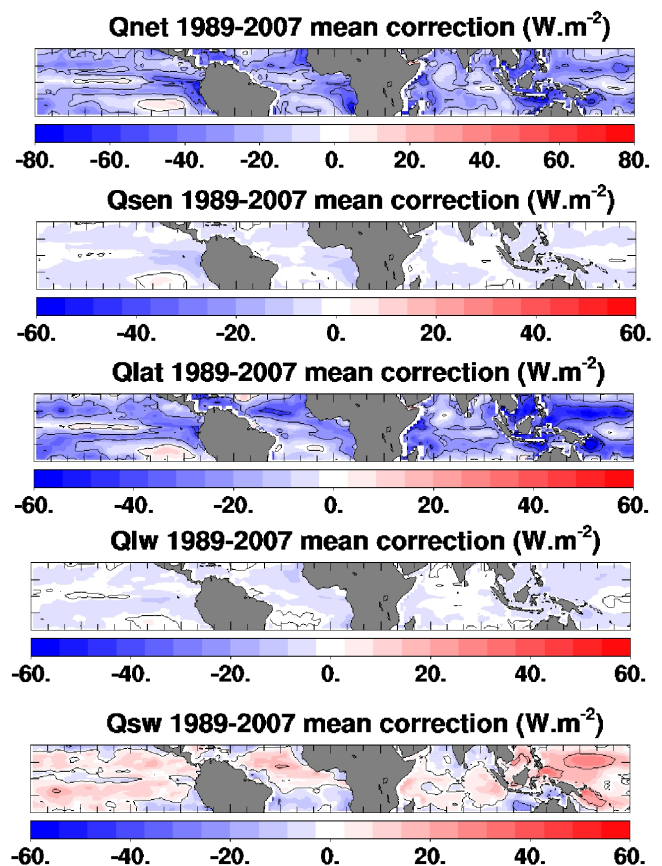 Qnet 1989-2007 mean correction (W.m-2)
-80. -60. -40. -20. 0. 20. 40. 60. 80.
Qsen 1989-2007 mean correction (W.m-2)
-60. -40. -20. 0. 20. 40. 60.
Qlat 1989-2007 mean correction (W.m-2)
-60. -40. -20. 0. 20. 40. 60.
Qlw 1989-2007 mean correction (W.m-2)
-60. -40. -20. 0. 20. 40. 60.
Qsw 1989-2007 mean correction (W.m-2)
-60. -40. -20. 0. 20. 40. 60.